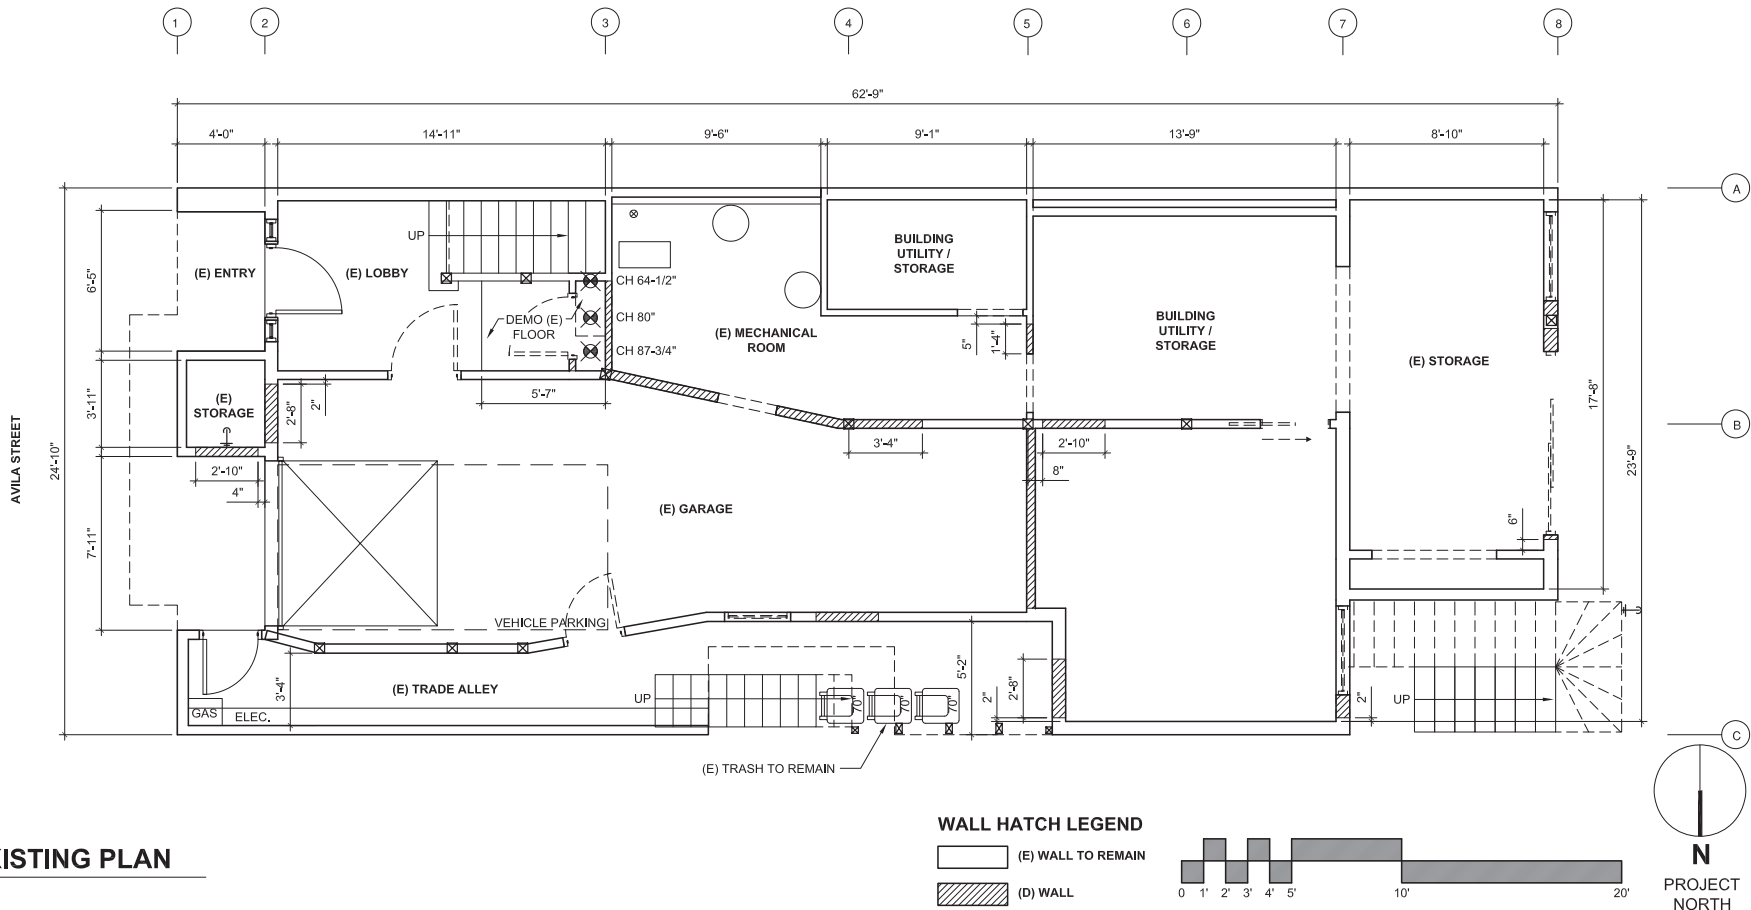 1 2 3 4 5 6 7 8
62'-9"
4'-0" 14'-11" 9'-6" 9'-1" 13'-9" 8'-10"
A
UP
BUILDING
UTILITY /
STORAGE
(E) ENTRY
(E) LOBBY
6'-5"
CH 64-1/2"
CH 80"
CH 87-3/4"
DEMO (E)
FLOOR
(E) MECHANICAL
ROOM
5"
1'-4"
BUILDING
UTILITY /
STORAGE
(E) STORAGE
17'-8"
(E)
STORAGE
3'-11"
2'-8"
2"
5'-7"
AVILA STREET
24'-10"
B
3'-4"
2'-10"
8"
23'-9"
2'-10"
4"
(E) GARAGE
7'-11"
6"
VEHICLE PARKING
5'-2"
3'-4"
(E) TRADE ALLEY
UP
70"
70"
70"
2"
2'-8"
2"
UP
GAS
ELEC.
C
(E) TRASH TO REMAIN
WALL HATCH LEGEND
(E) WALL TO REMAIN
(D) WALL
0 1' 2' 3' 4' 5' 10' 20'
N
PROJECT
NORTH
XISTING PLAN